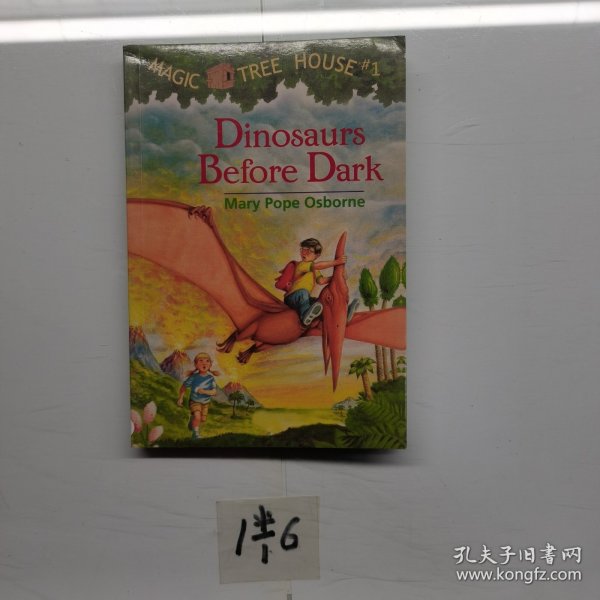 MAGIC TREE HOUSE #1
Dinosaurs
Before Dark
Mary Pope Osborne
孔夫子旧书网
www.kongfz.com